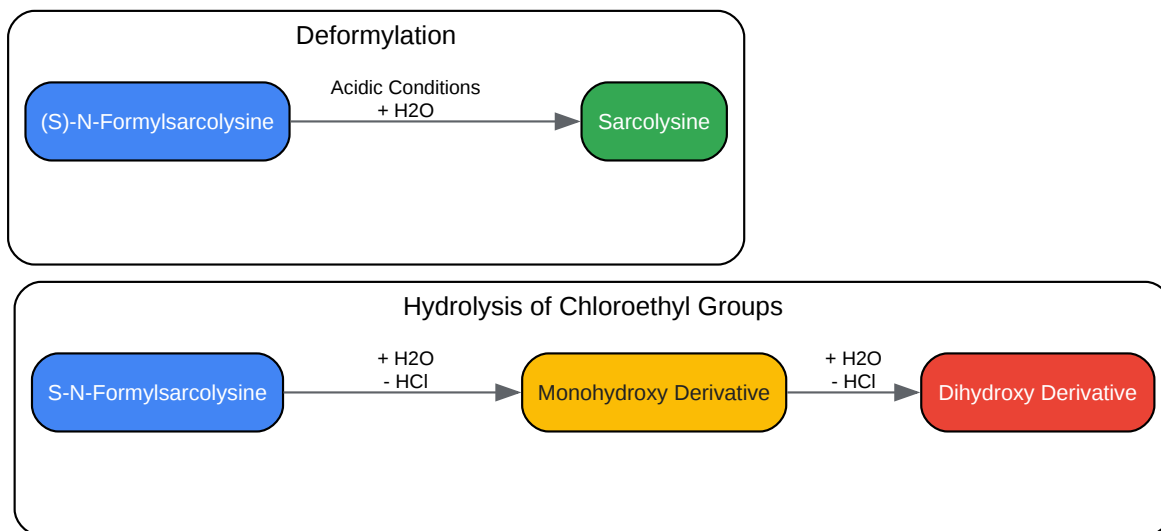 Deformylation
Acidic Conditions
+ H2O
(S)-N-Formylsarcolysine
Sarcolysine
Hydrolysis of Chloroethyl Groups
+ H2O
- HCl
+ H2O
- HCl
S-N-Formylsarcolysine
Monohydroxy Derivative
Dihydroxy Derivative